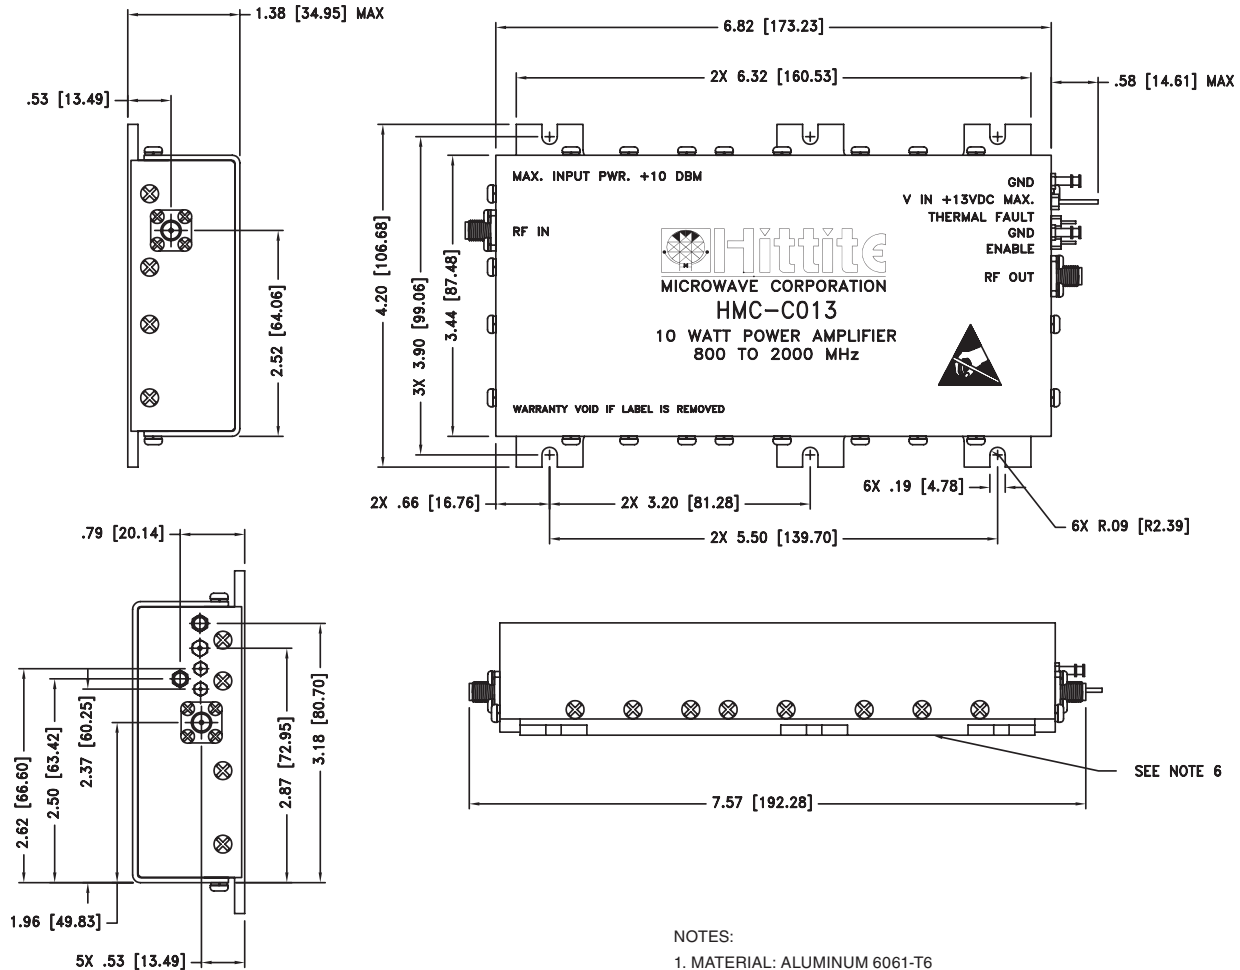 1.38 [34.95] MAX
.53 [13.49]
2.52 [64.06]
6.82 [173.23]
2X 6.32 [160.53]
.58 [14.61] MAX
4.20 [106.68]
3X 3.90 [99.06]
3.44 [87.48]
MAX. INPUT PWR. +10 DBM
RF IN
GND
V IN +13VDC MAX.
THERMAL FAULT
GND
ENABLE
RF OUT
Hittite
MICROWAVE CORPORATION
HMC-C013
10 WATT POWER AMPLIFIER
800 TO 2000 MHz
WARRANTY VOID IF LABEL IS REMOVED
2X .66 [16.76]
2X 3.20 [81.28]
6X .19 [4.78]
2X 5.50 [139.70]
6X R.09 [R2.39]
.79 [20.14]
2.62 [66.60]
2.50 [63.42]
2.37 [60.25]
2.87 [72.95]
3.18 [80.70]
1.96 [49.83]
5X .53 [13.49]
SEE NOTE 6
7.57 [192.28]
NOTES:
1. MATERIAL: ALUMINUM 6061-T6